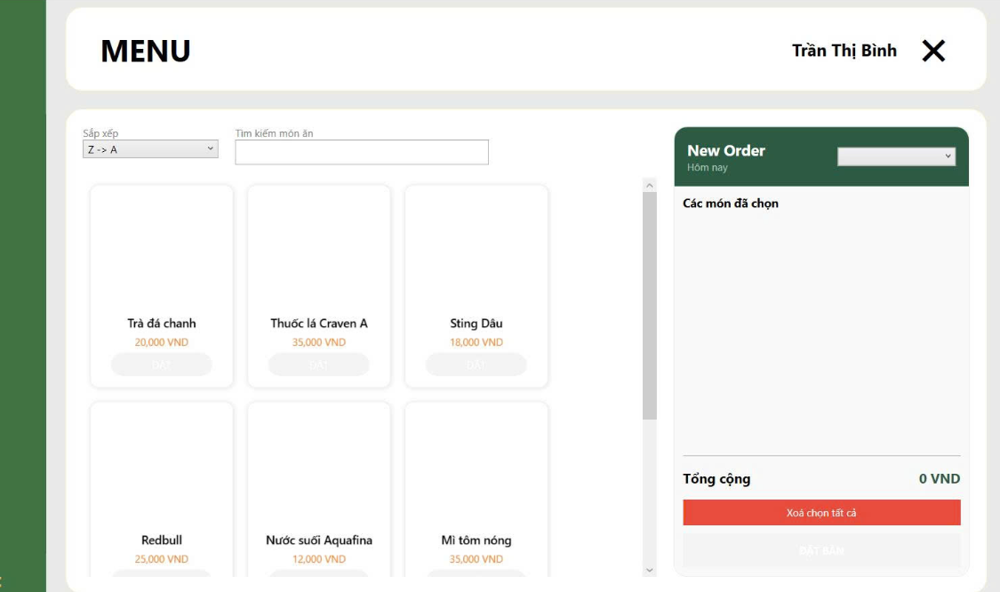 MENU
Trần Thị Bình
Sắp xếp
Z -> A
Tìm kiếm món ăn
New Order
Hôm nay
Các món đã chọn
Trà đá chanh
20,000 VND
ĐẶT
Thuốc lá Craven A
35,000 VND
ĐẶT
Sting Dâu
18,000 VND
ĐẶT
Redbull
25,000 VND
Nước suối Aquafina
12,000 VND
Mì tôm nóng
35,000 VND
Tổng cộng
0 VND
Xoá chọn tất cả
ĐẶT BÀN